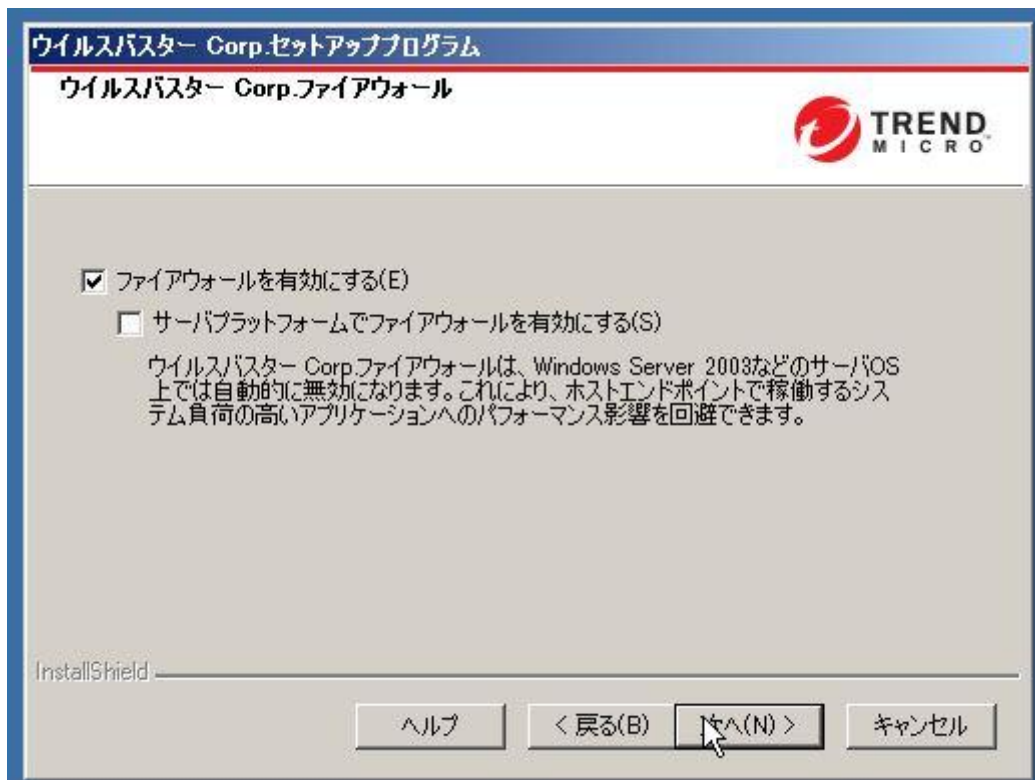 ウイルスバスター Corp.セットアッププログラム
ウイルスバスター Corp.ファイアウォール
TREND
MICRO
ファイアウォールを有効にする(E)
サーバプラットフォームでファイアウォールを有効にする(S)
ウイルスバスター Corp.ファイアウォールは、Windows Server 2003などのサーバOS
上では自動的に無効になります。これにより、ホストエンドポイントで稼働するシス
テム負荷の高いアプリケーションへのパフォーマンス影響を回避できます。
InstallShield
ヘルプ
< 戻る(B)
次へ(N) >
キャンセル